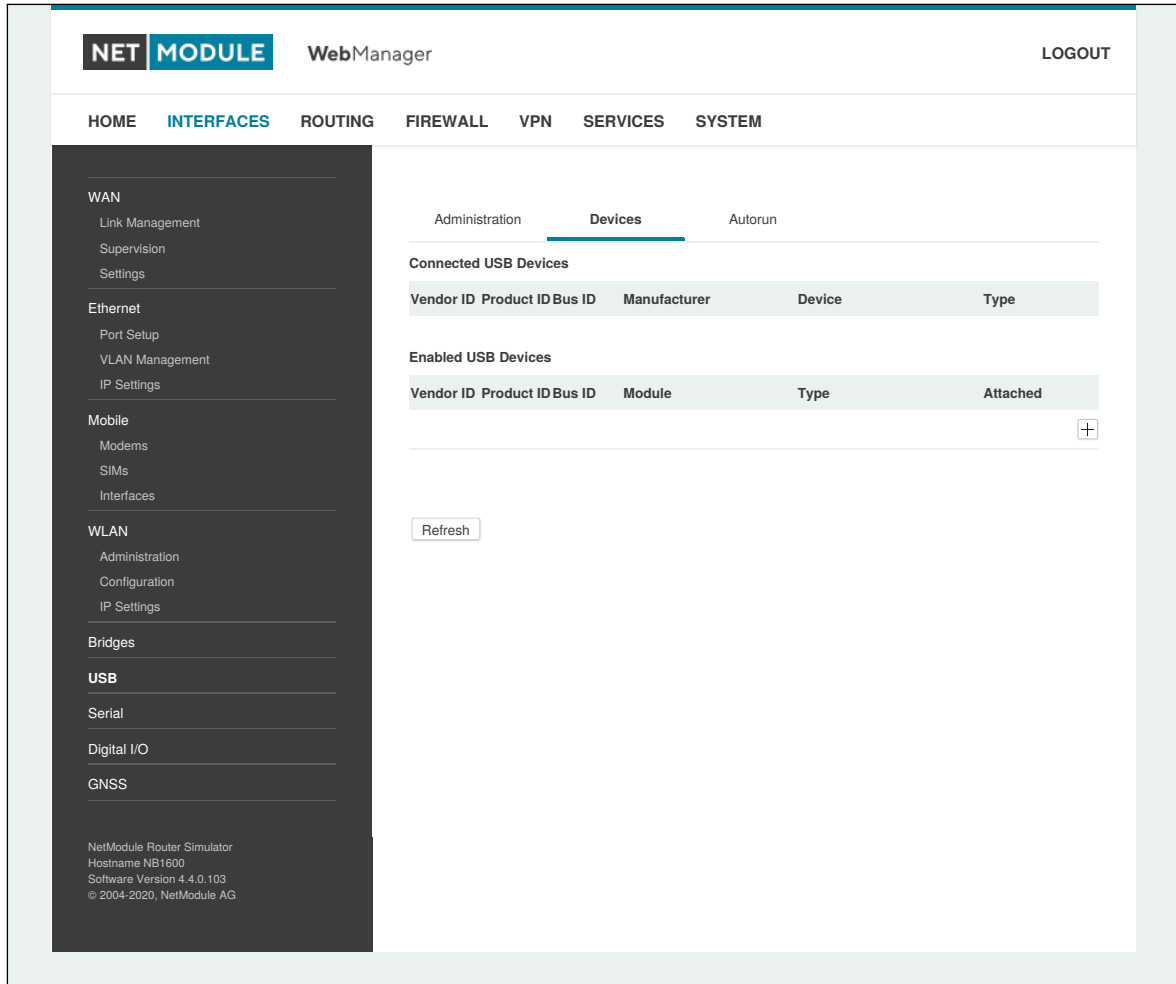 NET MODULE WebManager LOGOUT
HOME INTERFACES ROUTING FIREWALL VPN SERVICES SYSTEM
WAN
Link Management
Supervision
Settings
Ethernet
Port Setup
VLAN Management
IP Settings
Mobile
Modems
SIMs
Interfaces
WLAN
Administration
Configuration
IP Settings
Bridges
USB
Serial
Digital I/O
GNSS
NetModule Router Simulator
Hostname NB1600
Software Version 4.4.0.103
© 2004-2020, NetModule AG
Administration Devices Autorun
Connected USB Devices
Vendor ID Product ID Bus ID Manufacturer Device Type
Enabled USB Devices
Vendor ID Product ID Bus ID Module Type Attached
Refresh